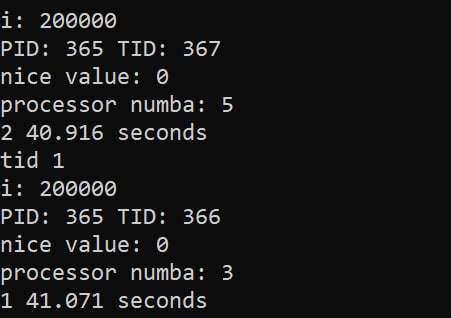 i: 200000
PID: 365 TID: 367
nice value: 0
processor numba: 5
2 40.916 seconds
tid 1
i: 200000
PID: 365 TID: 366
nice value: 0
processor numba: 3
1 41.071 seconds